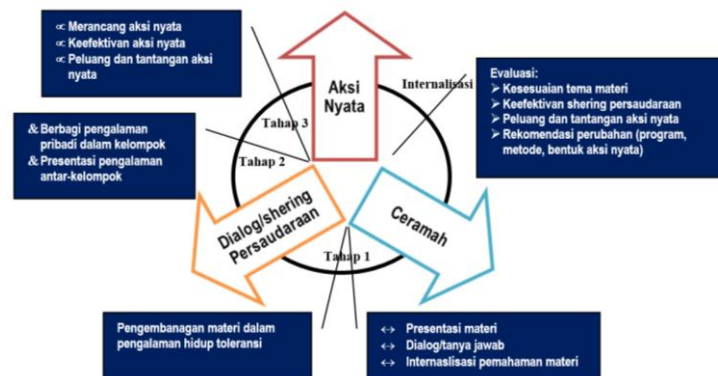 ∝ Merancang aksi nyata
∝ Keefektivan aksi nyata
∝ Peluang dan tantangan aksi
nyata
Aksi
Nyata
Internalisasi
Evaluasi:
➢ Kesesuaian tema materi
➢ Keefektivan shering persaudaraan
➢ Peluang dan tantangan aksi nyata
➢ Rekomendasi perubahan (program,
metode, bentuk aksi nyata)
& Berbagi pengalaman
pribadi dalam kelompok
& Presentasi pengalaman
antar-kelompok
Tahap 3
Tahap 2
Dialog/shering
Persaudaraan
Ceramah
Tahap 1
Pengembanagan materi dalam
pengalaman hidup toleransi
↔ Presentasi materi
↔ Dialog/tanya jawab
↔ Internaslisasi pemahaman materi